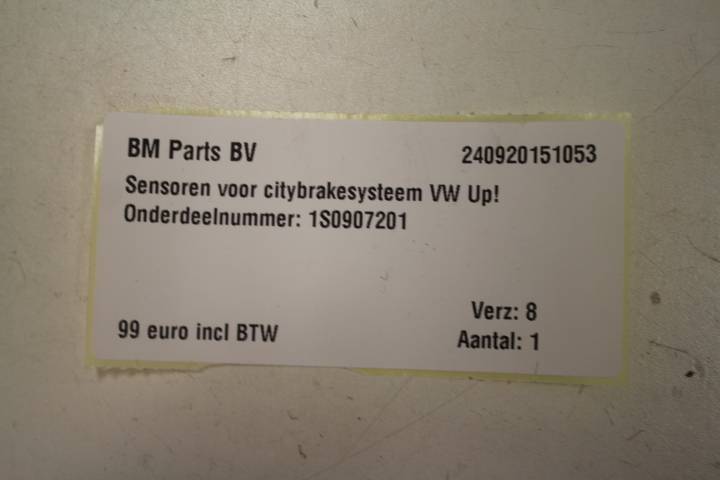 BM Parts BV 240920151053
Sensoren voor citybrakesysteem VW Up!
Onderdeelnummer: 1S0907201
Verz: 8
99 euro incl BTW Aantal: 1